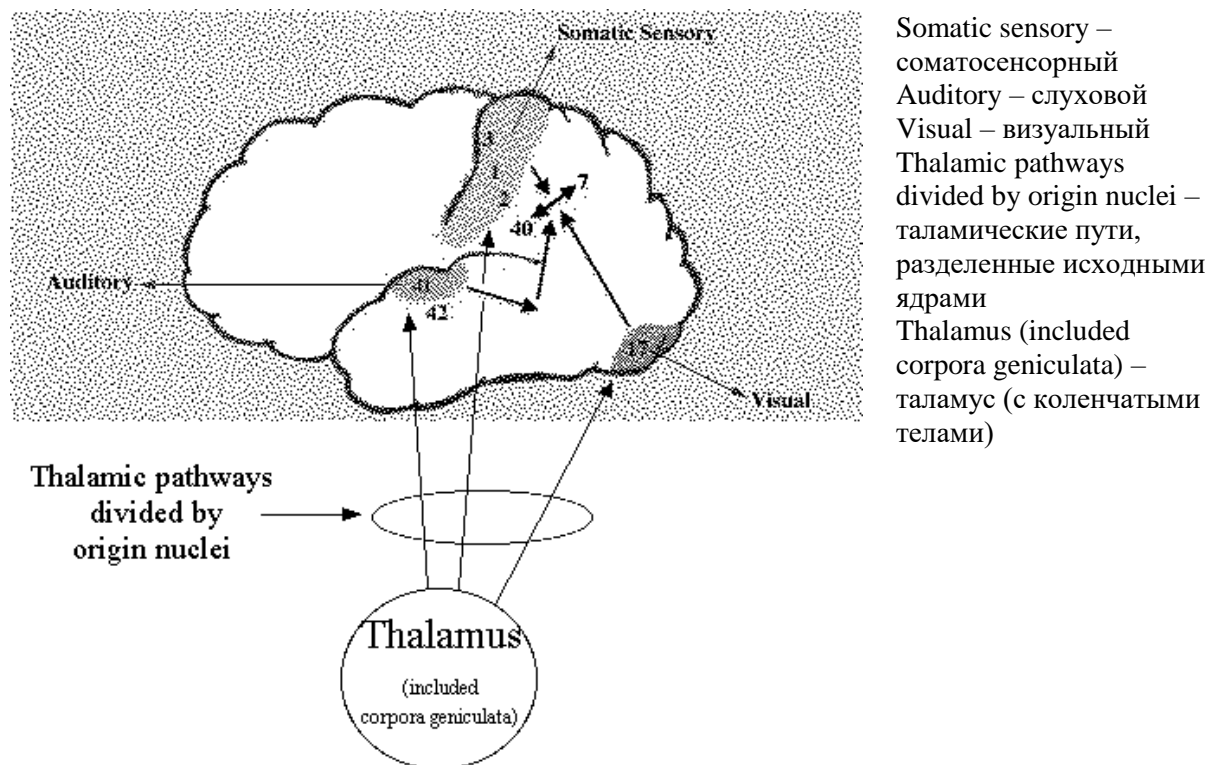 Somatic Sensory
3
1
2
7
40
Auditory
41
42
17
Visual
Thalamic pathways
divided by
origin nuclei
Thalamus
(included
corpora geniculata)
Somatic sensory –
соматосенсорный
Auditory – слуховой
Visual – визуальный
Thalamic pathways
divided by origin nuclei –
таламические пути,
разделенные исходными
ядрами
Thalamus (included
corpora geniculata) –
таламус (с коленчатыми
телами)